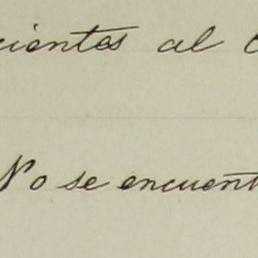 cientes al
No se encuent